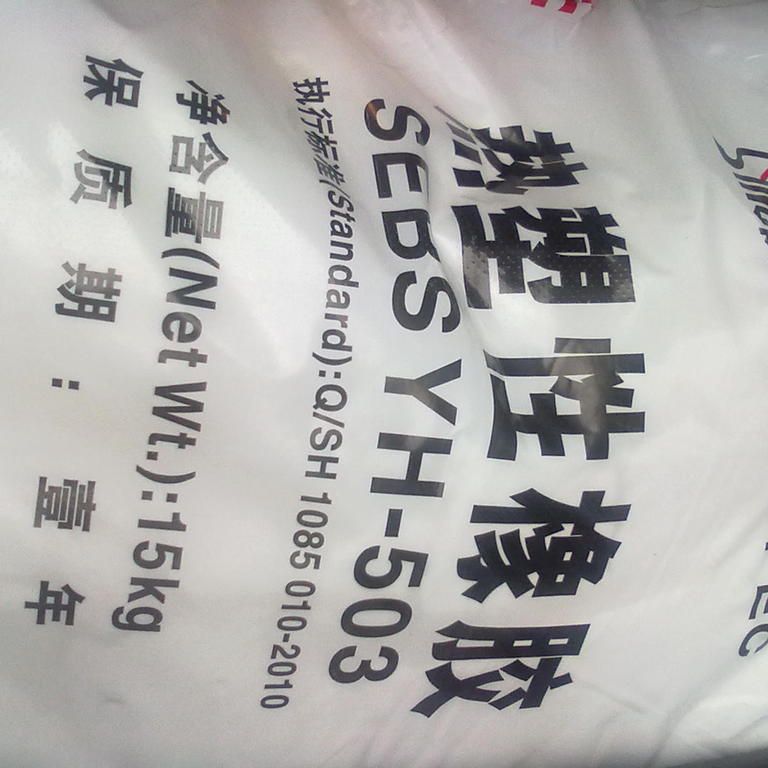 热塑性橡胶
SEBS YH-503
执行标准(Standard):Q/SH 1085 010-2010
净含量(Net Wt.):15kg
保质期:壹年